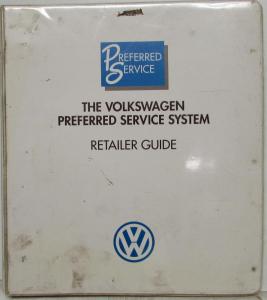 PREFERRED
SERVICE
THE VOLKSWAGEN
PREFERRED SERVICE SYSTEM
RETAILER GUIDE
VW